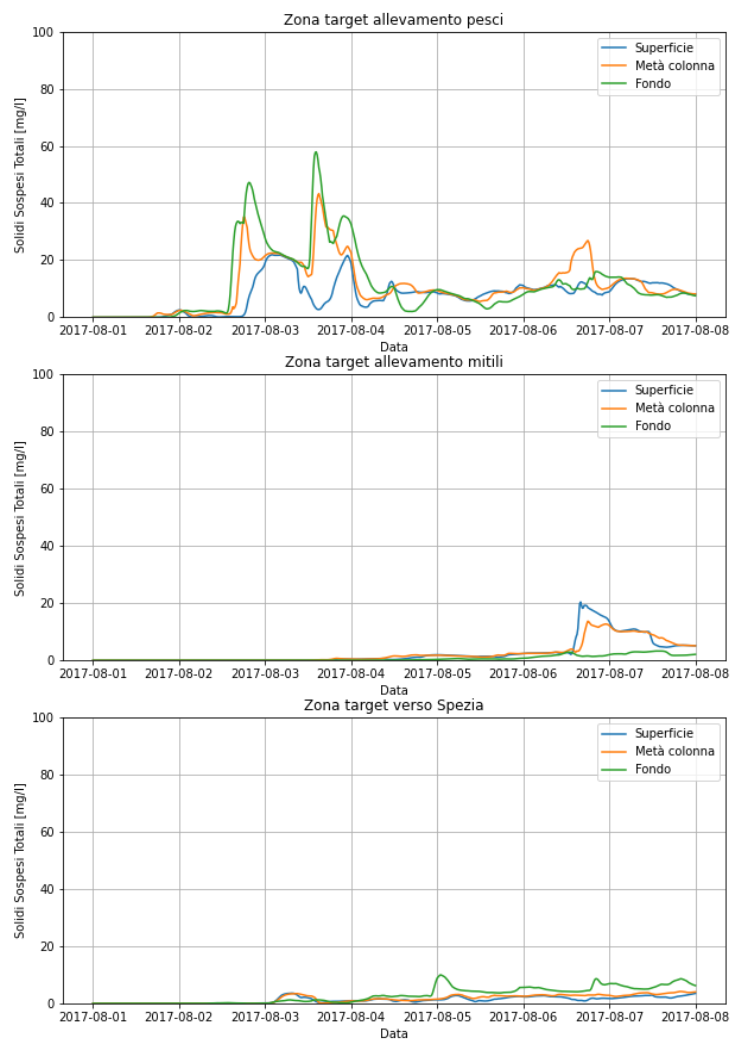 Zona target allevamento pesci
100
80
60
40
20
0
Solidi Sospesi Totali [mg/l]
Superficie
Metà colonna
Fondo
2017-08-01 2017-08-02 2017-08-03 2017-08-04 2017-08-05 2017-08-06 2017-08-07 2017-08-08
Data
Zona target allevamento mitili
100
80
60
40
20
0
Solidi Sospesi Totali [mg/l]
Superficie
Metà colonna
Fondo
2017-08-01 2017-08-02 2017-08-03 2017-08-04 2017-08-05 2017-08-06 2017-08-07 2017-08-08
Data
Zona target verso Spezia
100
80
60
40
20
0
Solidi Sospesi Totali [mg/l]
Superficie
Metà colonna
Fondo
2017-08-01 2017-08-02 2017-08-03 2017-08-04 2017-08-05 2017-08-06 2017-08-07 2017-08-08
Data